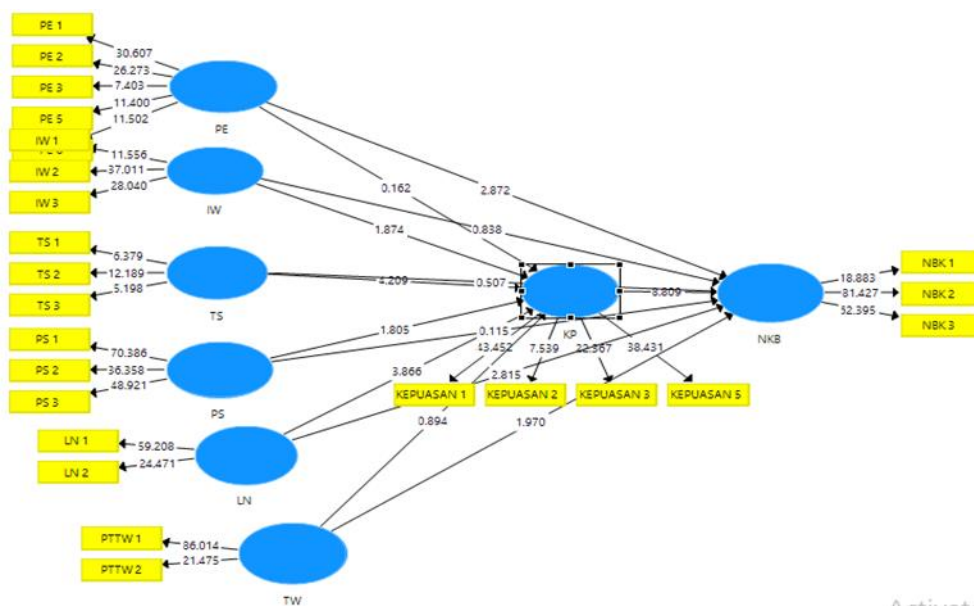 PE 1
30.607
PE 2
26.273
PE 3
7.403
PE 5
11.400
11.502
PE
IW 1
11.556
IW 2
37.011
IW 3
28.040
IW
0.162
2.872
1.874
0.838
TS 1
6.379
TS 2
12.189
TS 3
5.198
TS
4.209
0.507
KP
8.809
NKB
NBK 1
18.883
NBK 2
81.427
NBK 3
52.395
PS 1
70.386
PS 2
36.358
PS 3
48.921
PS
1.805
0.115
43.452
7.539
22.367
38.431
KEPUASAN 1
KEPUASAN 2
KEPUASAN 3
KEPUASAN 5
3.866
2.815
0.894
1.970
LN 1
59.208
LN 2
24.471
LN
PTTW 1
86.014
PTTW 2
21.475
TW